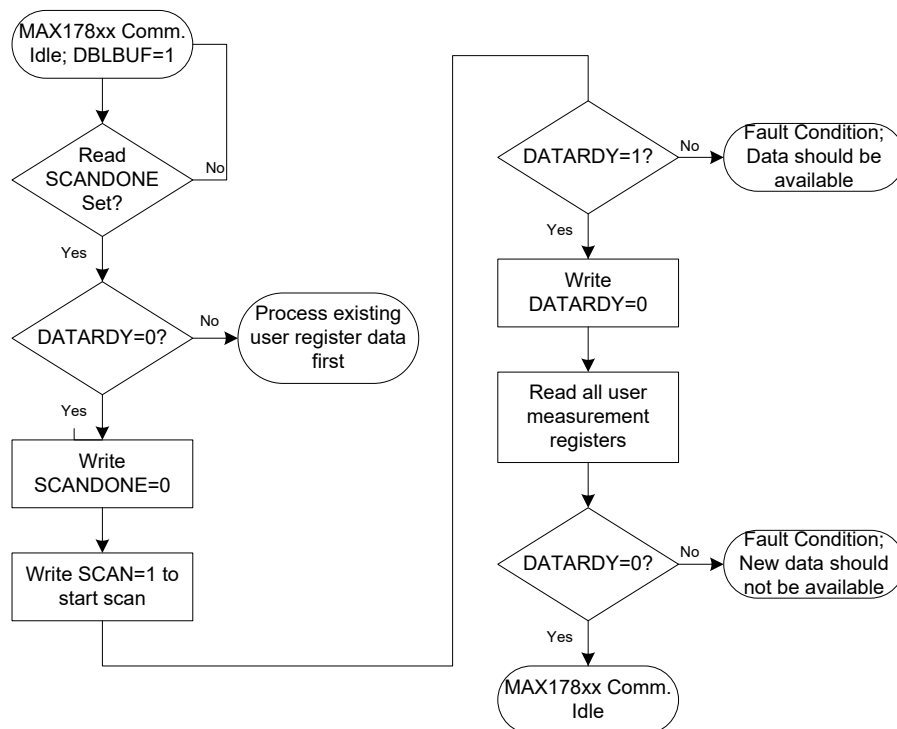 MAX178xx Comm.
Idle; DBLBUF=1
Read
SCANDONE
Set?
No
Yes
DATARDY=0?
No
Process existing
user register data
first
Yes
Write
SCANDONE=0
Write SCAN=1 to
start scan
DATARDY=1?
No
Fault Condition;
Data should be
available
Yes
Write
DATARDY=0
Read all user
measurement
registers
DATARDY=0?
No
Fault Condition;
New data should
not be available
Yes
MAX178xx Comm.
Idle